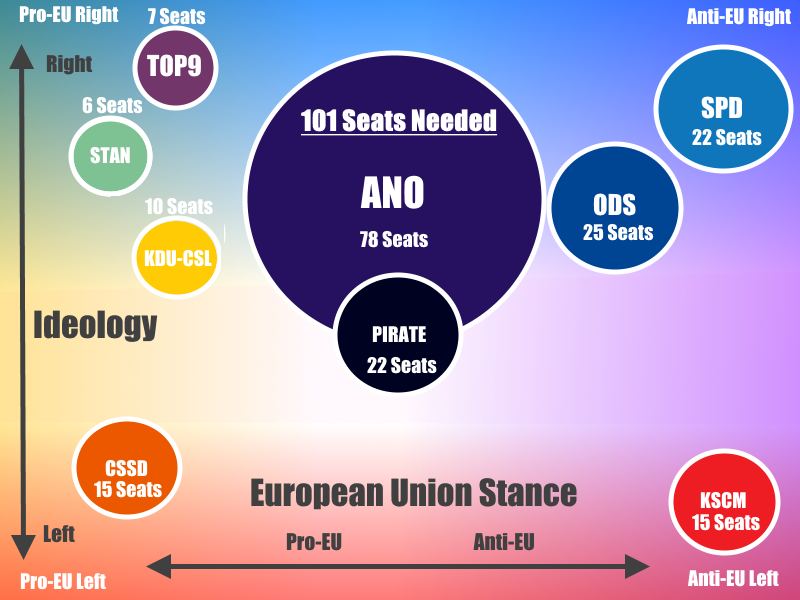 Pro-EU Right
7 Seats
Anti-EU Right
Right
TOP9
6 Seats
STAN
10 Seats
KDU-CSL
101 Seats Needed
ANO
78 Seats
SPD
22 Seats
ODS
25 Seats
PIRATE
22 Seats
Ideology
CSSD
15 Seats
European Union Stance
KSCM
15 Seats
Left
Pro-EU
Anti-EU
Pro-EU Left
Anti-EU Left